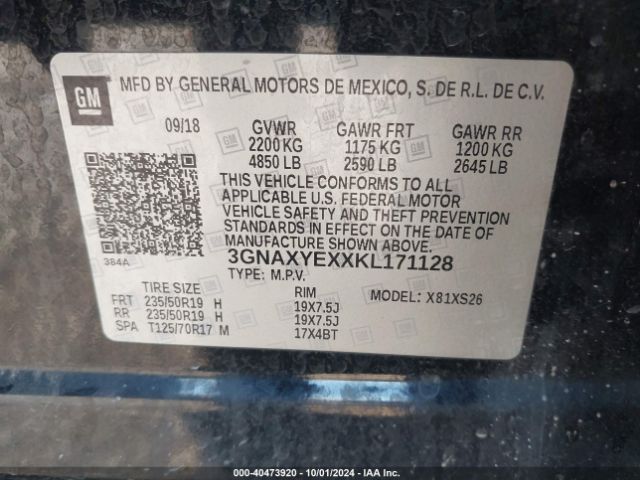 GM
MFD BY GENERAL MOTORS DE MEXICO, S. DE R.L. DE C.V.
09/18 GVWR GAWR FRT GAWR RR
2200 KG 1175 KG 1200 KG
4850 LB 2590 LB 2645 LB
THIS VEHICLE CONFORMS TO ALL
APPLICABLE U.S. FEDERAL MOTOR
VEHICLE SAFETY AND THEFT PREVENTION
STANDARDS IN EFFECT ON THE DATE OF
MANUFACTURE SHOWN ABOVE.
384A 3GNAXYEXXKL171128
TYPE: M.P.V.
TIRE SIZE RIM MODEL: X81XS26
FRT 235/50R19 H 19X7.5J
RR 235/50R19 H 19X7.5J
SPA T125/70R17 M 17X4BT
000-40473920 - 10/01/2024 - IAA Inc.